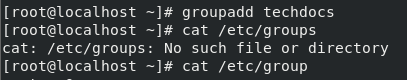 [root@localhost ~]# groupadd techdocs
[root@localhost ~]# cat /etc/groups
cat: /etc/groups: No such file or directory
[root@localhost ~]# cat /etc/group